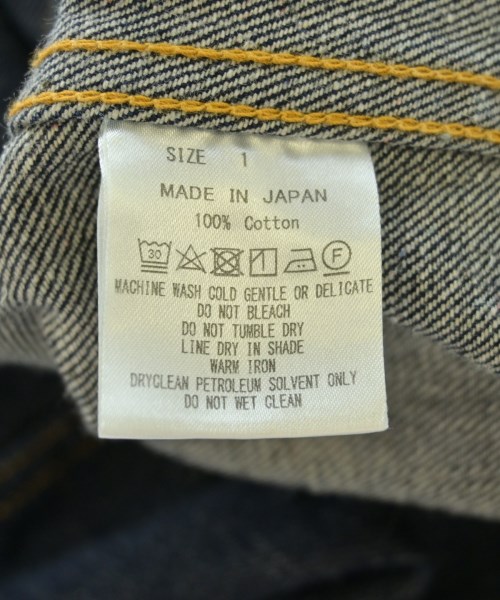 SIZE 1
MADE IN JAPAN
100% Cotton
30 F
MACHINE WASH COLD GENTLE OR DELICATE
DO NOT BLEACH
DO NOT TUMBLE DRY
LINE DRY IN SHADE
WARM IRON
DRYCLEAN PETROLEUM SOLVENT ONLY
DO NOT WET CLEAN